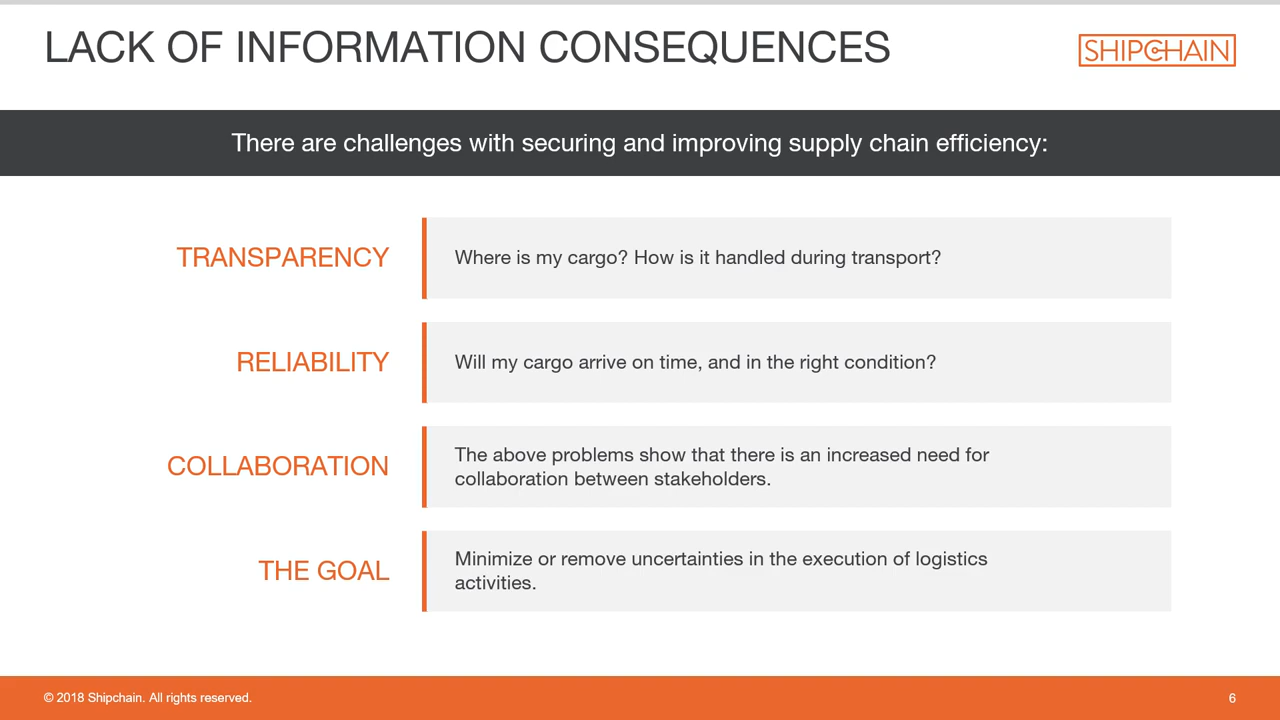 LACK OF INFORMATION CONSEQUENCES
SHIPCHAIN
There are challenges with securing and improving supply chain efficiency:
TRANSPARENCY
Where is my cargo? How is it handled during transport?
RELIABILITY
Will my cargo arrive on time, and in the right condition?
COLLABORATION
The above problems show that there is an increased need for
collaboration between stakeholders.
THE GOAL
Minimize or remove uncertainties in the execution of logistics
activities.
© 2018 Shipchain. All rights reserved.
6